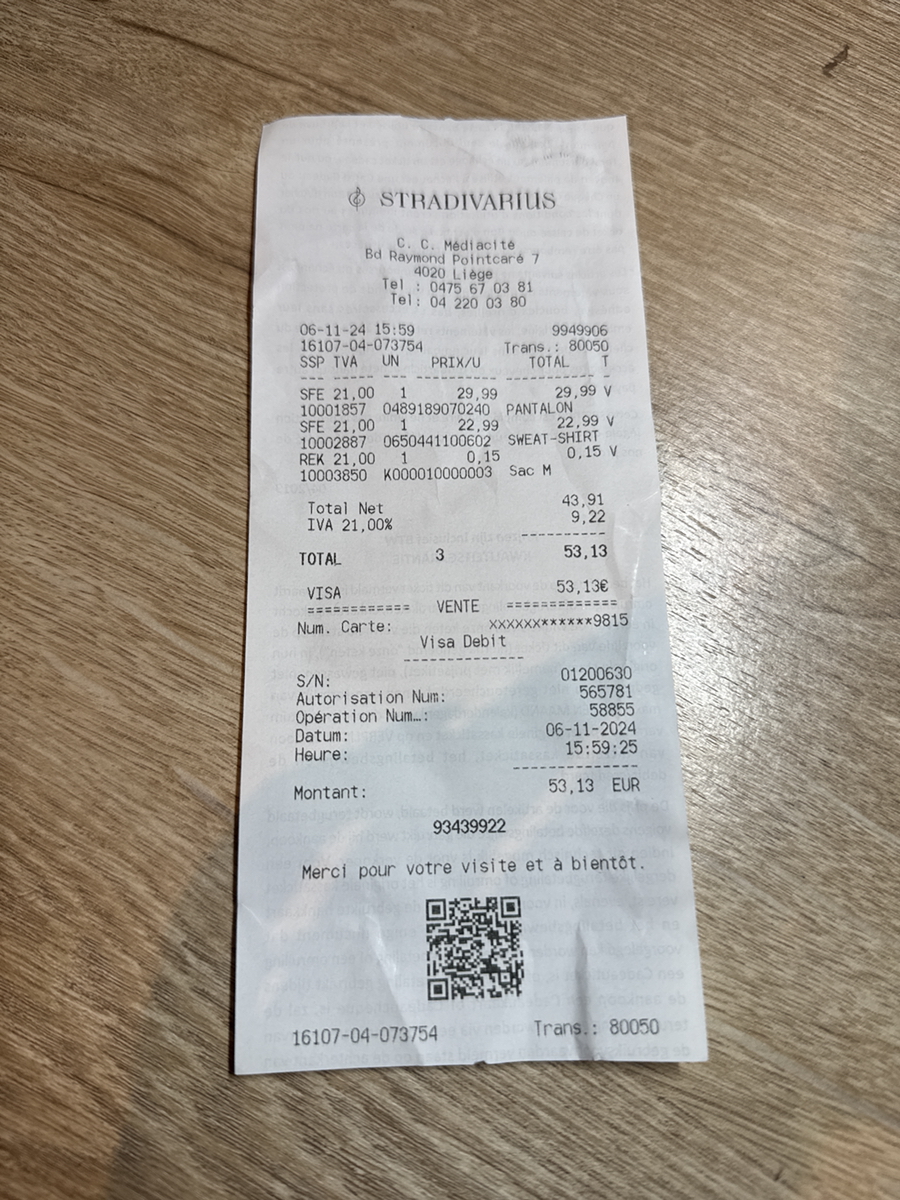 STRADIVARIUS
C. C. Médiacité
Bd Raymond Pointcaré 7
4020 Liège
Tel : 0475 67 03 81
Tel: 04 220 03 80
06-11-24 15:59 9949906
16107-04-073754 Trans.: 80050
SSP TVA UN PRIX/U TOTAL T
--- ---- --- ---------- ---------- -
SFE 21,00 1 29,99 29,99 V
10001857 0489189070240 PANTALON
SFE 21,00 1 22,99 22,99 V
10002887 0650441100602 SWEAT-SHIRT
REK 21,00 1 0,15 0,15 V
10003850 K000010000003 Sac M
Total Net 43,91
IVA 21,00% 9,22
-----------
TOTAL 3 53,13
VISA 53,13€
============ VENTE =============
Num. Carte: xxxxxx******9815
Visa Debit
-------------
S/N: 01200630
Autorisation Num: 565781
Opération Num…: 58855
Datum: 06-11-2024
Heure: 15:59:25
-------------
Montant: 53,13 EUR
93439922
Merci pour votre visite et à bientôt.
16107-04-073754 Trans.: 80050